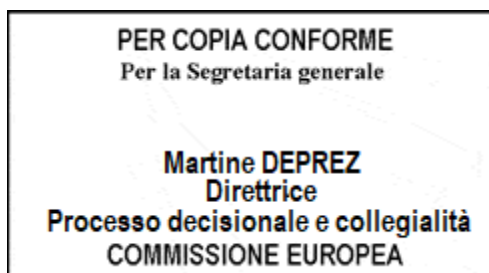 PER COPIA CONFORME
Per la Segretaria generale
Martine DEPREZ
Direttrice
Processo decisionale e collegialità
COMMISSIONE EUROPEA